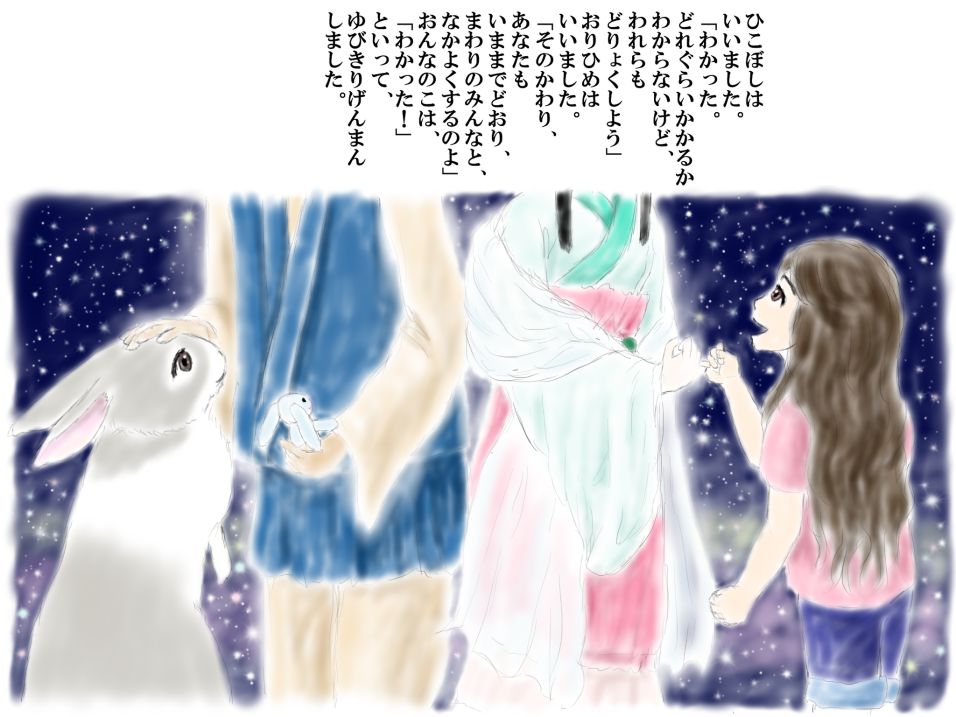 ひこぼしは
いいました。
「わかった。
どれぐらいかかるか
わからないけど、
われらも
どりょくしよう」
おりひめは
いいました。
「そのかわり、
あなたも
いままでどおり、
まわりのみんなと、
なかよくするのよ」
おんなのこは、
「わかった！」
といって、
ゆびきりげんまん
しました。